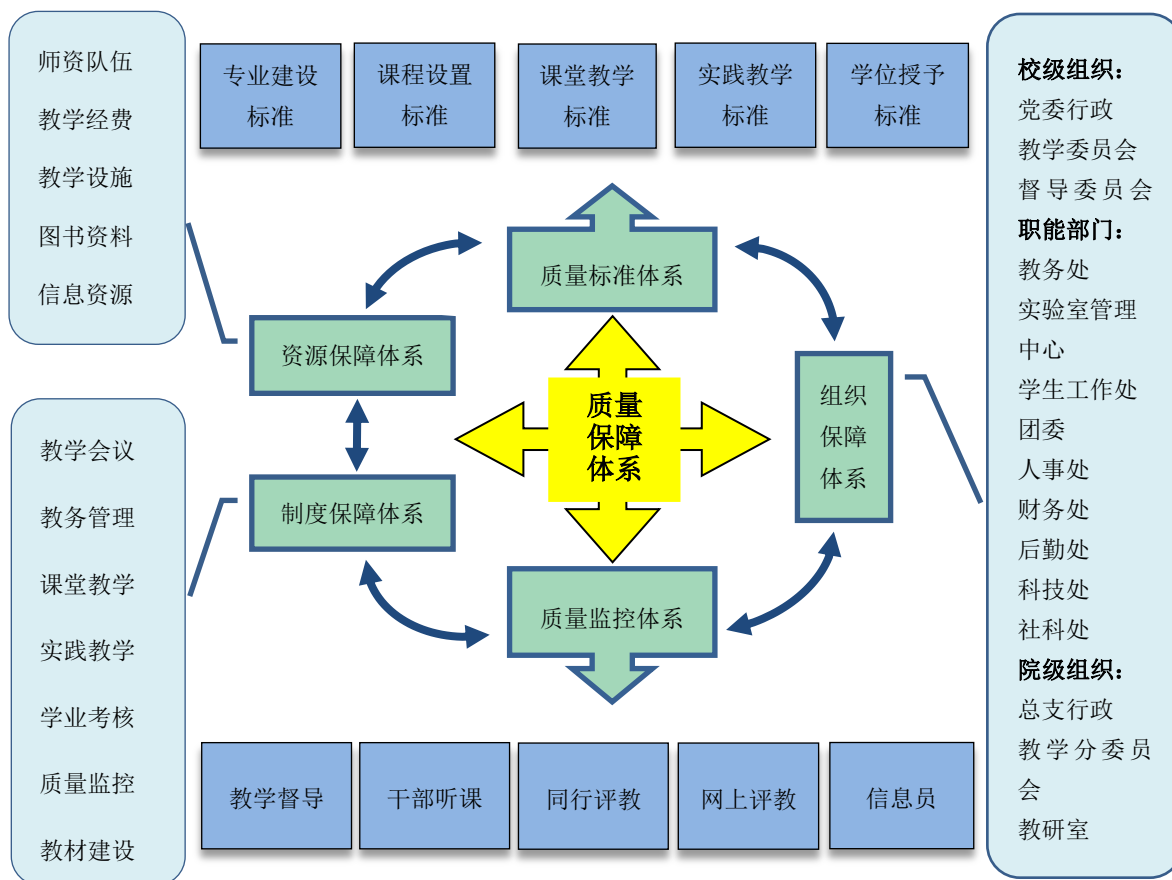 师资队伍
教学经费
教学设施
图书资料
信息资源
专业建设
标准
课程设置
标准
课堂教学
标准
实践教学
标准
学位授予
标准
质量标准体系
资源保障体系
质量
保障
体系
组织
保障
体系
制度保障体系
质量监控体系
教学会议
教务管理
课堂教学
实践教学
学业考核
质量监控
教材建设
教学督导
干部听课
同行评教
网上评教
信息员
校级组织：
党委行政
教学委员会
督导委员会
职能部门：
教务处
实验室管理
中心
学生工作处
团委
人事处
财务处
后勤处
科技处
社科处
院级组织：
总支行政
教学分委员
会
教研室